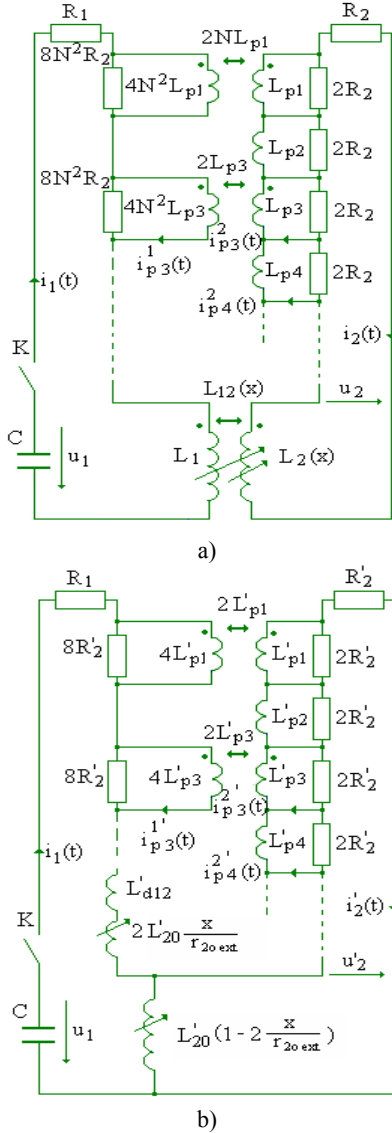 R₁ R₂
8N²R₂ 2NLₚ₁
4N²Lₚ₁ Lₚ₁ 2R₂
Lₚ₂ 2R₂
8N²R₂ 2Lₚ₃
4N²Lₚ₃ Lₚ₃ 2R₂
i¹ₚ₃(t) i²ₚ₃(t)
Lₚ₄ 2R₂
i₁(t) i²ₚ₄(t)
i₂(t)
K
L₁₂(x) u₂
C u₁ L₁ L₂(x)
a)
R₁ R'₂
2L'ₚ₁
8R'₂ 4L'ₚ₁ L'ₚ₁ 2R'₂
L'ₚ₂ 2R'₂
2L'ₚ₃
8R'₂ 4L'ₚ₃ L'ₚ₃ 2R'₂
i¹'ₚ₃(t) i²'ₚ₃(t)
L'ₚ₄ 2R'₂
i₁(t) i²'ₚ₄(t)
L'd12 i'₂(t)
K 2L'₂₀ x/r₂ₒ ext
u'₂
C u₁ L'₂₀(1-2 x/r₂ₒ ext)
b)